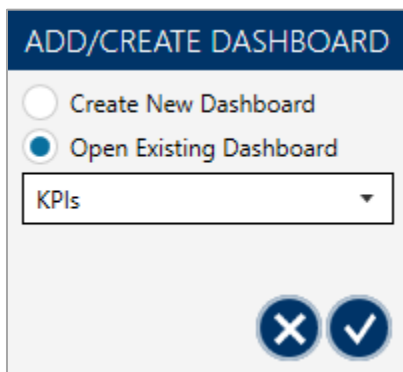 ADD/CREATE DASHBOARD
Create New Dashboard
Open Existing Dashboard
KPIs